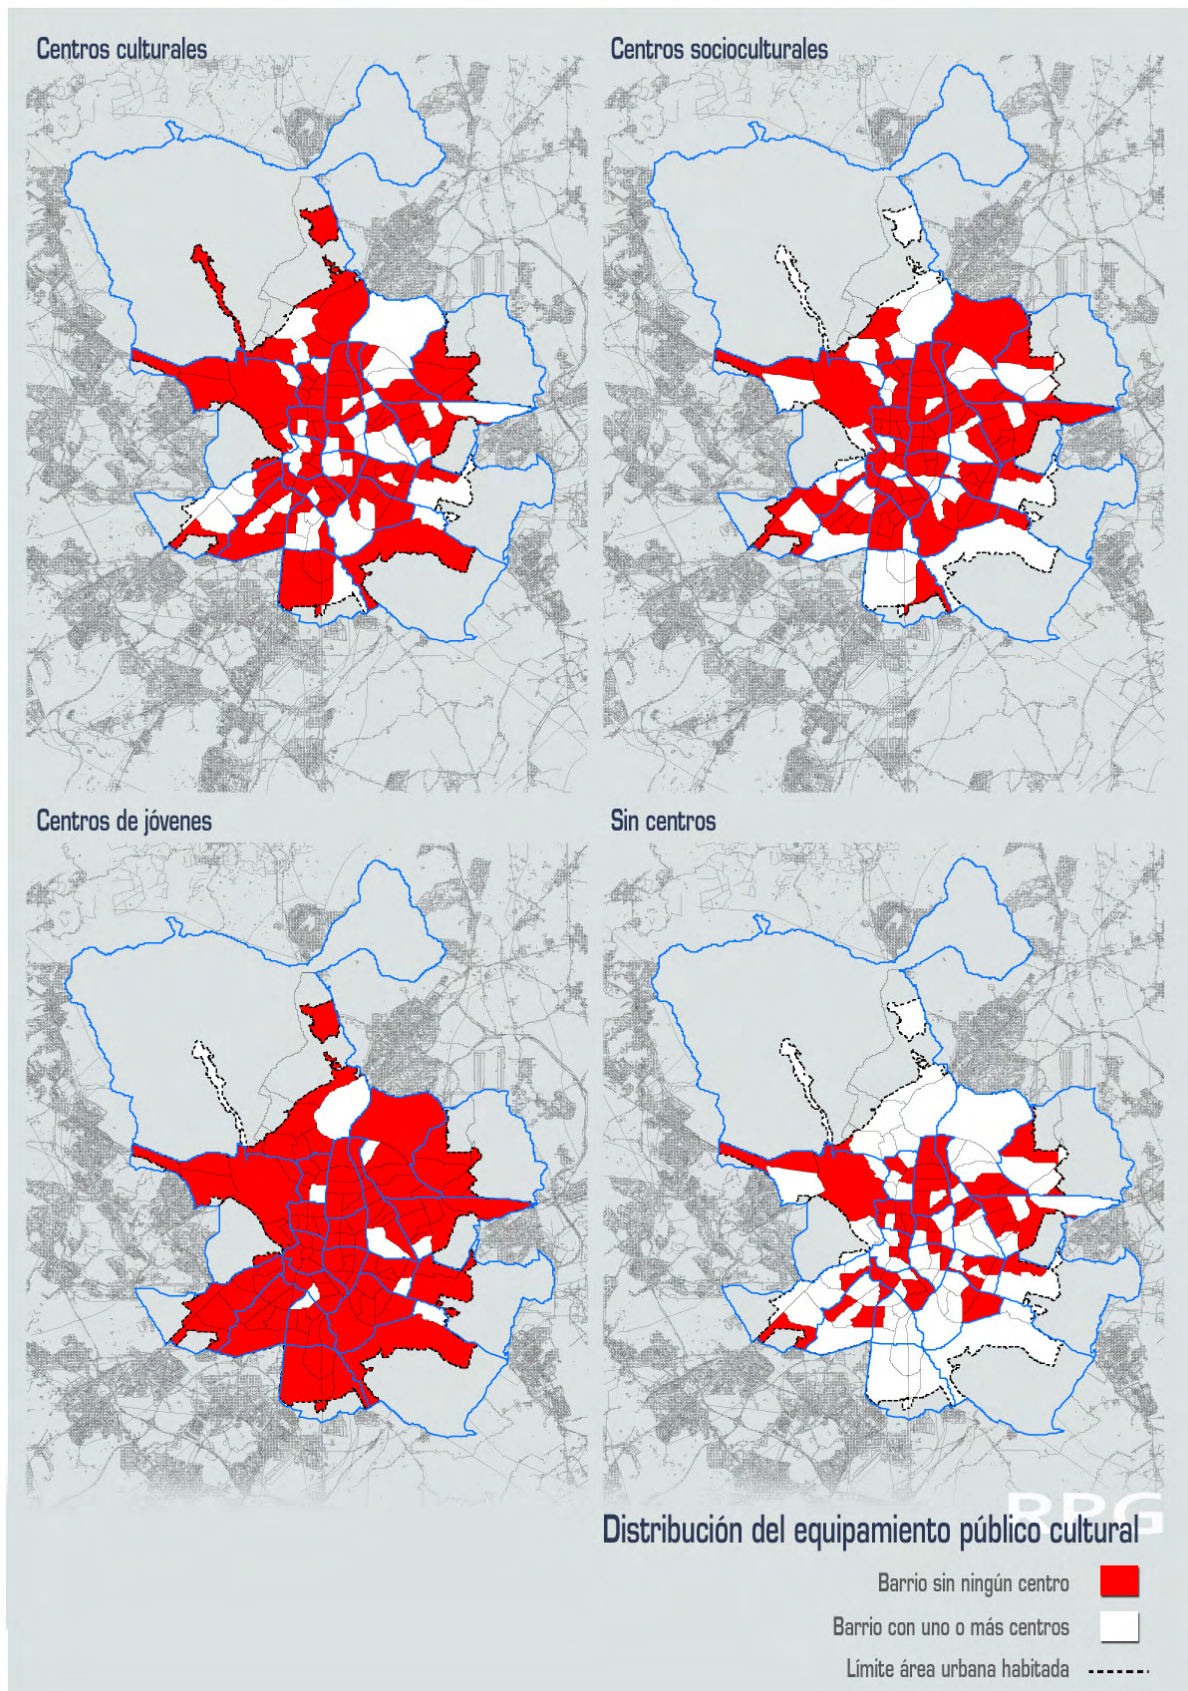 Centros culturales
Centros socioculturales
Centros de jóvenes
Sin centros
RPG
Distribución del equipamiento público cultural
Barrio sin ningún centro
Barrio con uno o más centros
Límite área urbana habitada